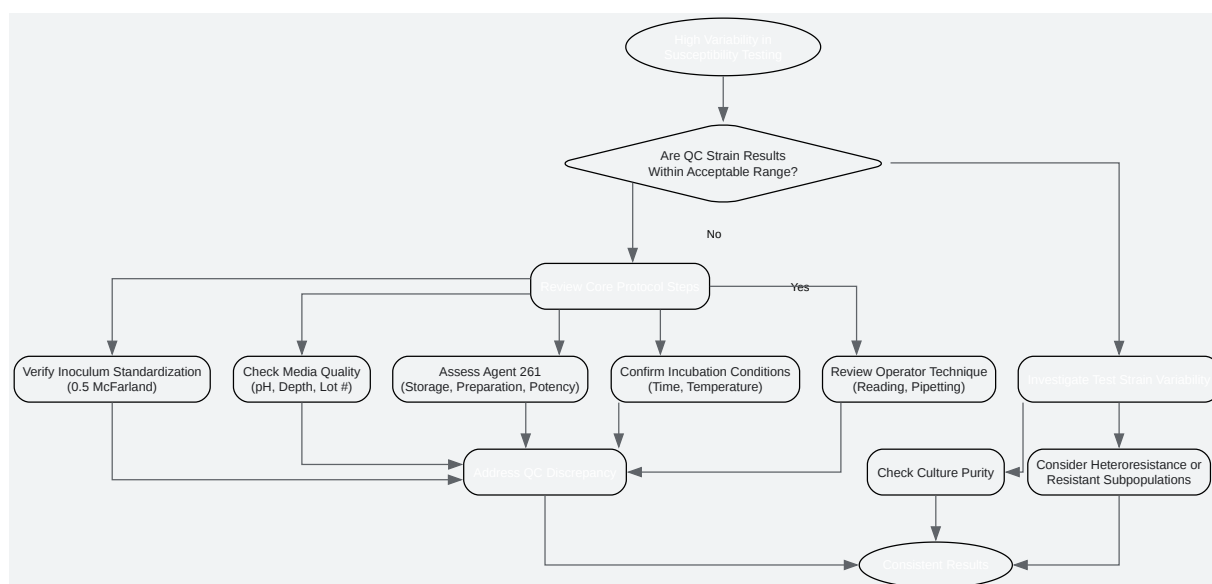 High Variability in
Susceptibility Testing
Are QC Strain Results
Within Acceptable Range?
No
Review Core Protocol Steps
Yes
Verify Inoculum Standardization
(0.5 McFarland)
Check Media Quality
(pH, Depth, Lot #)
Assess Agent 261
(Storage, Preparation, Potency)
Confirm Incubation Conditions
(Time, Temperature)
Review Operator Technique
(Reading, Pipetting)
Investigate Test Strain Variability
Address QC Discrepancy
Check Culture Purity
Consider Heteroresistance or
Resistant Subpopulations
Consistent Results